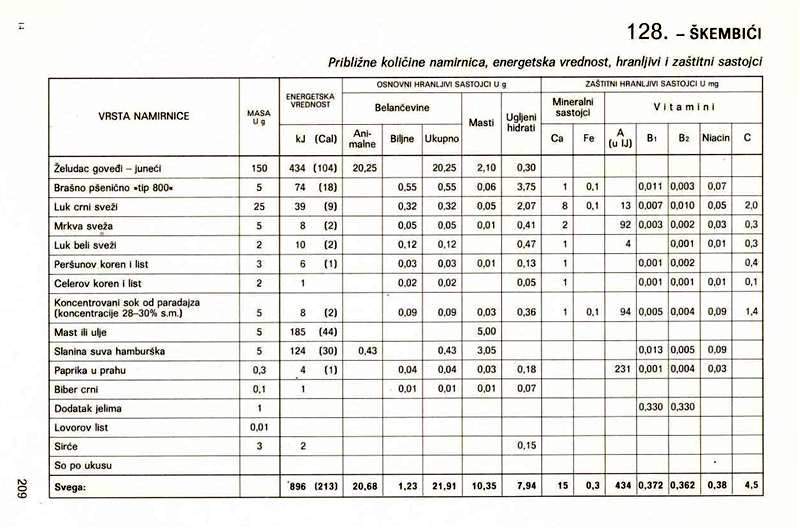 128. – ŠKEMBIĆI
Približne količine namirnica, energetska vrednost, hranljivi i zaštitni sastojci
VRSTA NAMIRNICE MASA U g ENERGETSKA VREDNOST OSNOVNI HRANLJIVI SASTOJCI U g ZAŠTITNI HRANLJIVI SASTOJCI U mg
Belančevine Masti Ugljeni hidrati Mineralni sastojci Vitamini
kJ (Cal) Ani-malne Biljne Ukupno Ca Fe A (u IJ) B1 B2 Niacin C
Želudac goveđi – juneći 150 434 (104) 20,25 20,25 2,10 0,30
Brašno pšenično »tip 800« 5 74 (18) 0,55 0,55 0,06 3,75 1 0,1 0,011 0,003 0,07
Luk crni sveži 25 39 (9) 0,32 0,32 0,05 2,07 8 0,1 13 0,007 0,010 0,05 2,0
Mrkva sveža 5 8 (2) 0,05 0,05 0,01 0,41 2 92 0,003 0,002 0,03 0,3
Luk beli sveži 2 10 (2) 0,12 0,12 0,47 1 4 0,001 0,01 0,3
Peršunov koren i list 3 6 (1) 0,03 0,03 0,01 0,13 1 0,001 0,002 0,4
Celerov koren i list 2 1 0,02 0,02 0,05 1 0,001 0,001 0,01 0,1
Koncentrovani sok od paradajza
(koncentracije 28–30% s.m.) 5 8 (2) 0,09 0,09 0,03 0,36 1 0,1 94 0,005 0,004 0,09 1,4
Mast ili ulje 5 185 (44) 5,00
Slanina suva hamburška 5 124 (30) 0,43 0,43 3,05 0,013 0,005 0,09
Paprika u prahu 0,3 4 (1) 0,04 0,04 0,03 0,18 231 0,001 0,004 0,03
Biber crni 0,1 1 0,01 0,01 0,01 0,07
Dodatak jelima 1 0,330 0,330
Lovorov list 0,01
Sirće 3 2 0,15
So po ukusu
Svega: 896 (213) 20,68 1,23 21,91 10,35 7,94 15 0,3 434 0,372 0,362 0,38 4,5
209